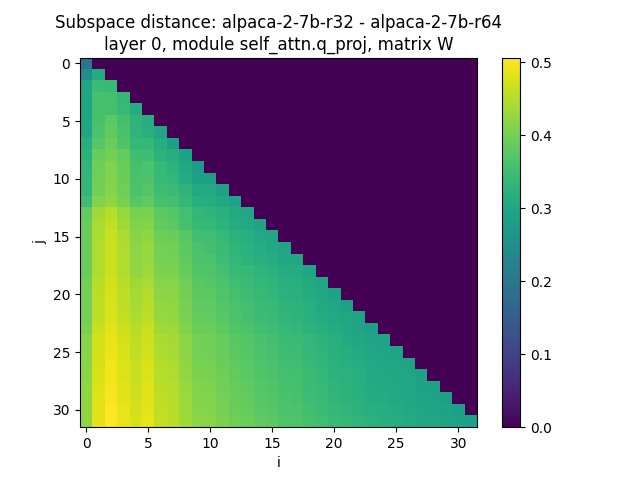 Subspace distance: alpaca-2-7b-r32 - alpaca-2-7b-r64
layer 0, module self_attn.q_proj, matrix W
0
5
10
15
20
25
30
j
0 5 10 15 20 25 30
i
0.5
0.4
0.3
0.2
0.1
0.0